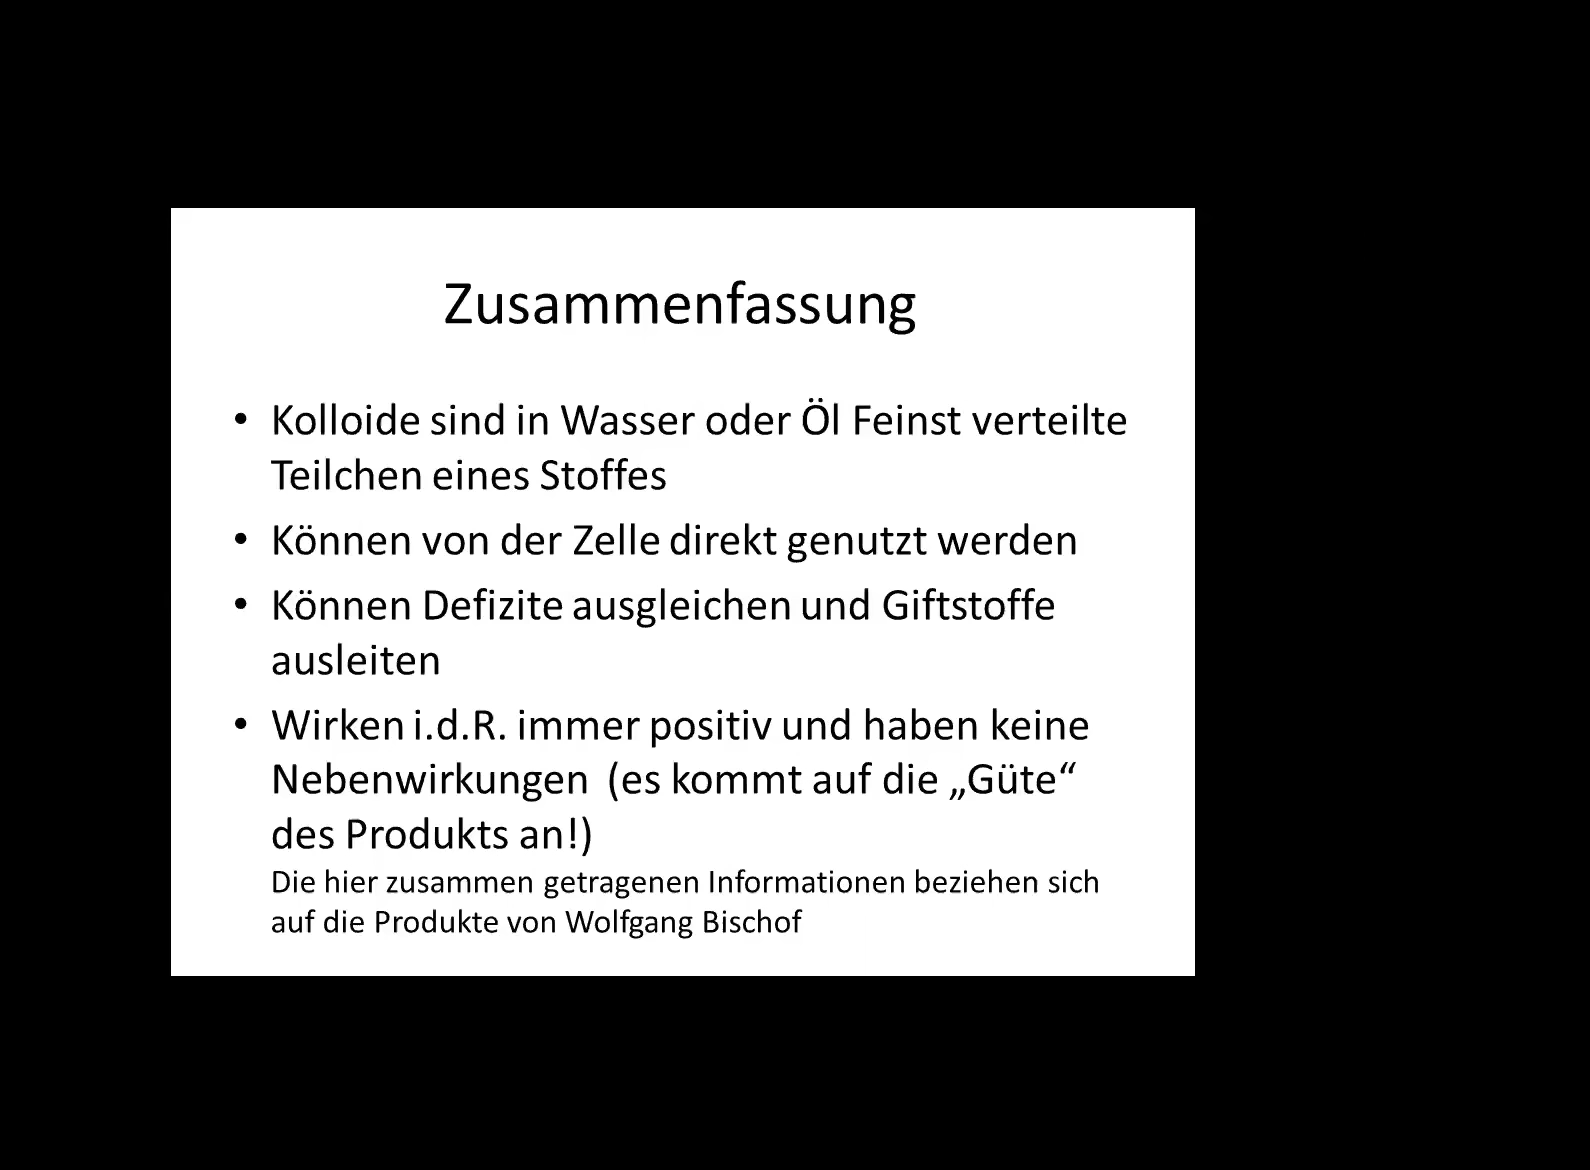 Zusammenfassung
• Kolloide sind in Wasser oder Öl Feinst verteilte
Teilchen eines Stoffes
• Können von der Zelle direkt genutzt werden
• Können Defizite ausgleichen und Giftstoffe
ausleiten
• Wirken i.d.R. immer positiv und haben keine
Nebenwirkungen (es kommt auf die „Güte“
des Produkts an!)
Die hier zusammen getragenen Informationen beziehen sich
auf die Produkte von Wolfgang Bischof